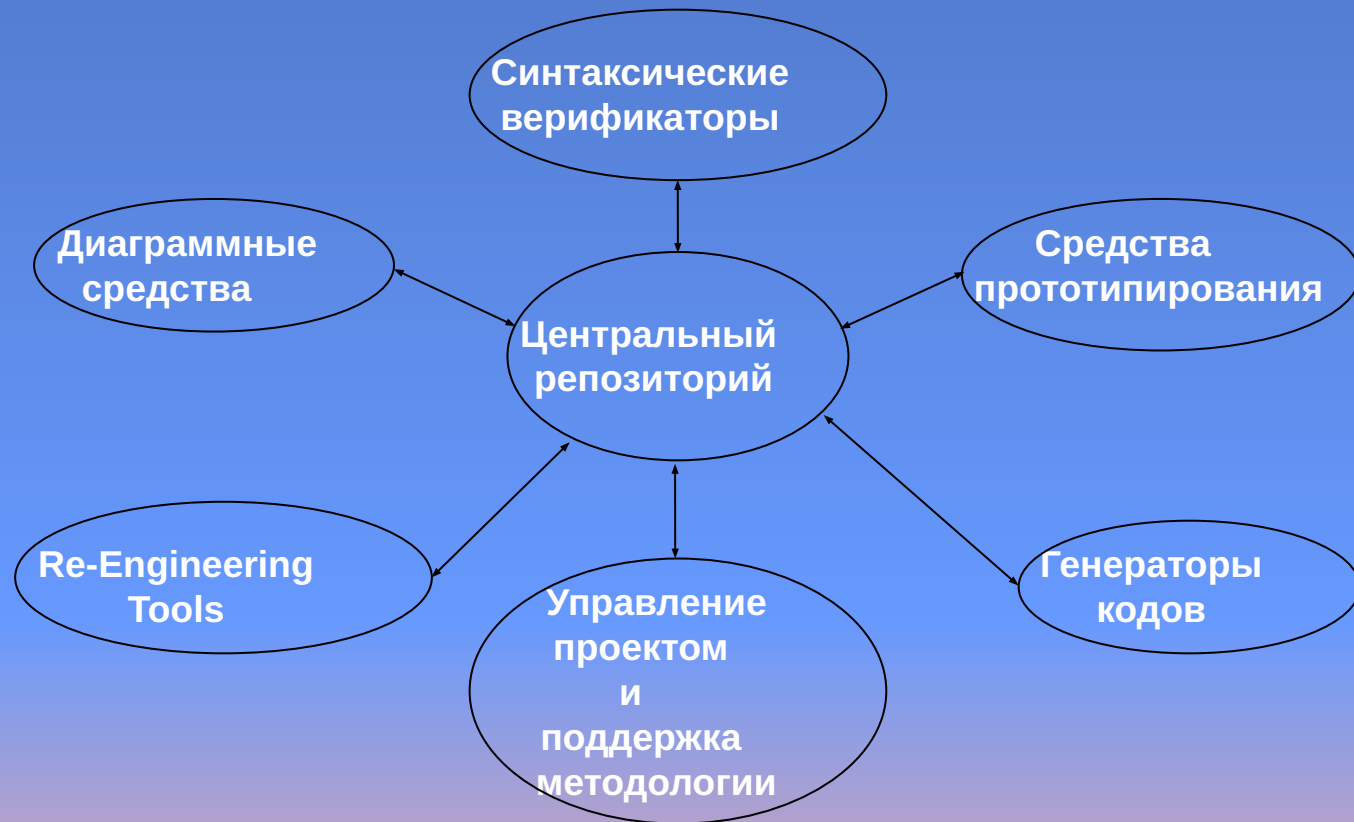 Синтаксические
верификаторы
Диаграммные
средства
Средства
прототипирования
Центральный
репозиторий
Re-Engineering
Tools
Управление
проектом
и
поддержка
методологии
Генераторы
кодов